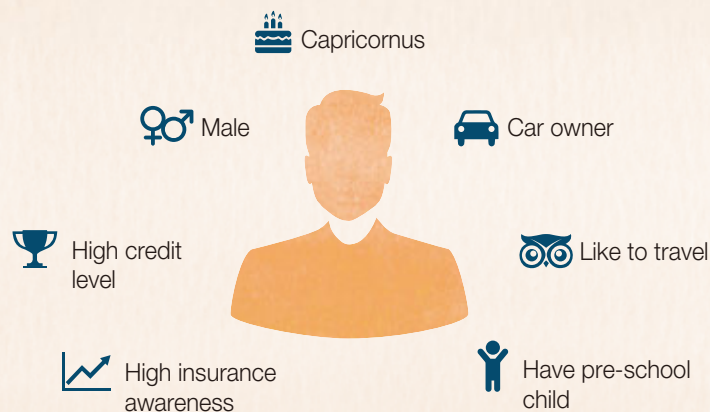 Capricornus
Male
Car owner
High credit
level
Like to travel
High insurance
awareness
Have pre-school
child